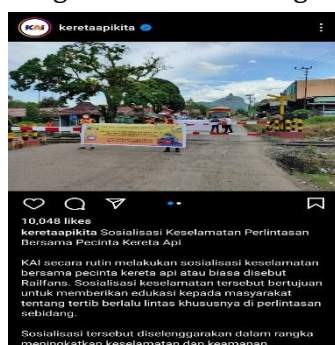 KAI
keretaapikita
10,048 likes
keretaapikita Sosialisasi Keselamatan Perlintasan
Bersama Pecinta Kereta Api
KAI secara rutin melakukan sosialisasi keselamatan
bersama pecinta kereta api atau biasa disebut
Railfans. Sosialisasi keselamatan tersebut bertujuan
untuk memberikan edukasi kepada masyarakat
tentang tertib berlalu lintas khususnya di perlintasan
sebidang.
Sosialisasi tersebut diselenggarakan dalam rangka
meningkatkan keselamatan dan keamanan